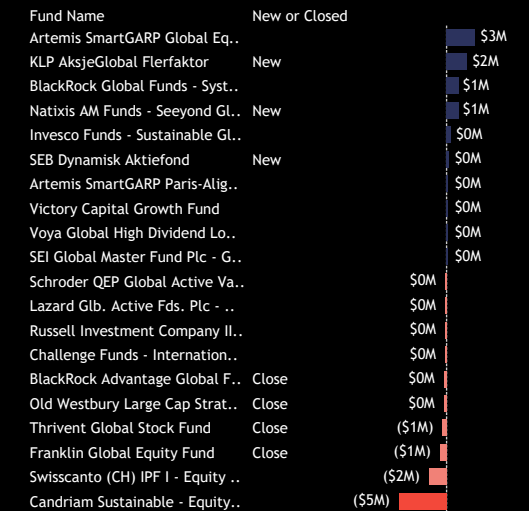 Fund Name New or Closed
Artemis SmartGARP Global Eq.. $3M
KLP AksjeGlobal Flerfaktor New $2M
BlackRock Global Funds - Syst.. $1M
Natixis AM Funds - Seeyond Gl.. New $1M
Invesco Funds - Sustainable Gl.. $0M
SEB Dynamisk Aktiefond New $0M
Artemis SmartGARP Paris-Alig.. $0M
Victory Capital Growth Fund $0M
Voya Global High Dividend Lo.. $0M
SEI Global Master Fund Plc - G.. $0M
Schroder QEP Global Active Va.. $0M
Lazard Glb. Active Fds. Plc - .. $0M
Russell Investment Company II.. $0M
Challenge Funds - Internation.. $0M
BlackRock Advantage Global F.. Close $0M
Old Westbury Large Cap Strat.. Close $0M
Thrivent Global Stock Fund Close ($1M)
Franklin Global Equity Fund Close ($1M)
Swisscanto (CH) IPF I - Equity .. ($2M)
Candriam Sustainable - Equity.. ($5M)